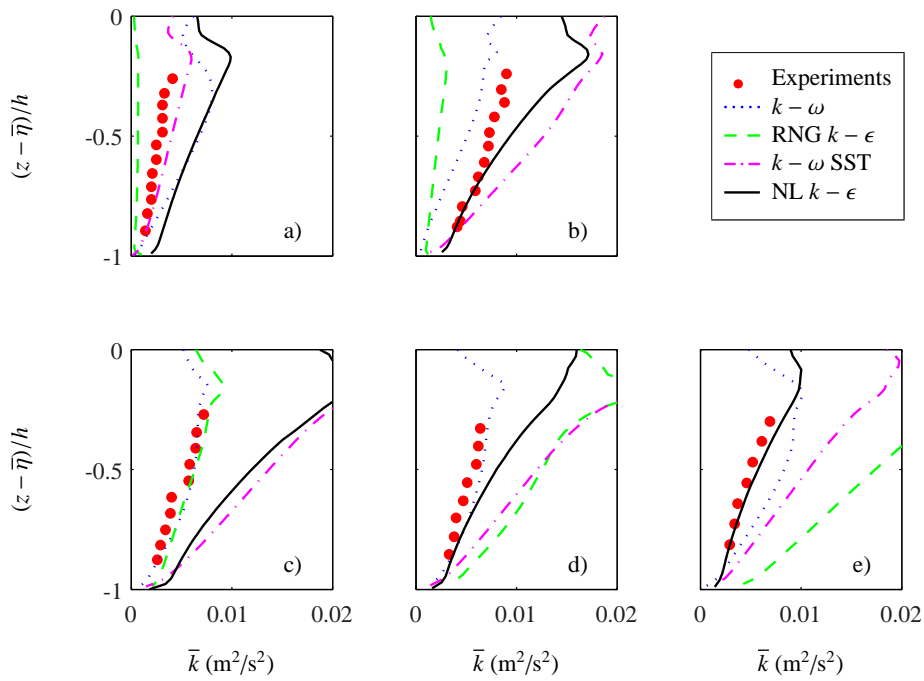 0
-0.5
-1
(z − η̄)/h
a)
b)
Experiments
k − ω
RNG k − ϵ
k − ω SST
NL k − ϵ
0
-0.5
-1
(z − η̄)/h
c)
d)
e)
0 0.01 0.02
0 0.01 0.02
0 0.01 0.02
k̄ (m²/s²)
k̄ (m²/s²)
k̄ (m²/s²)